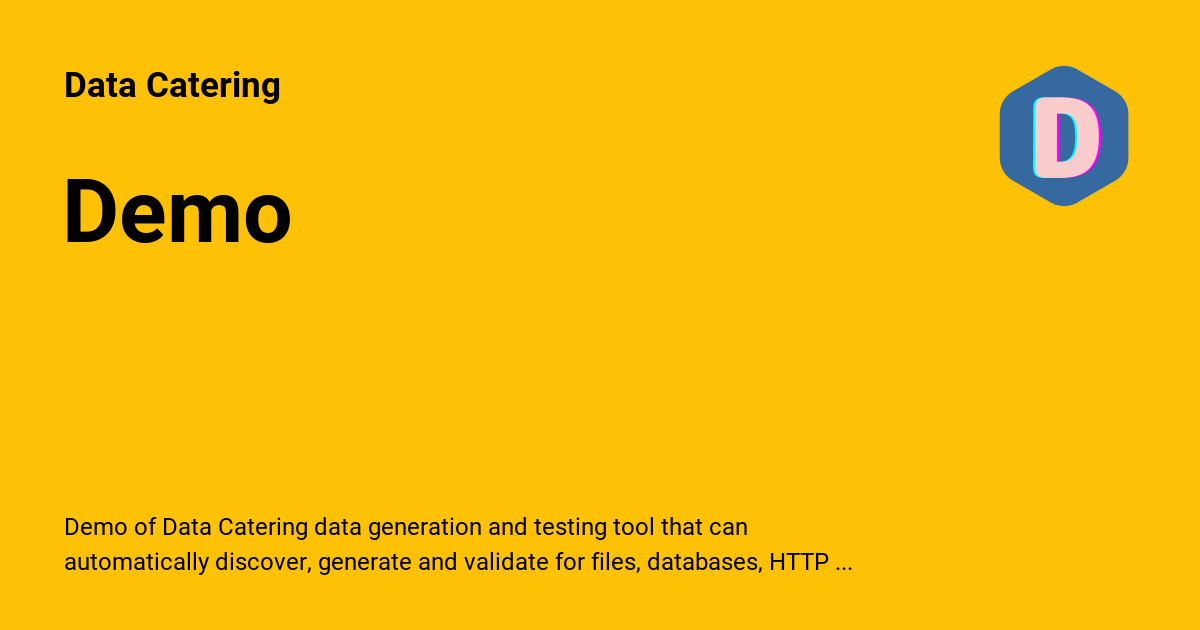 Data Catering
D
Demo
Demo of Data Catering data generation and testing tool that can
automatically discover, generate and validate for files, databases, HTTP ...